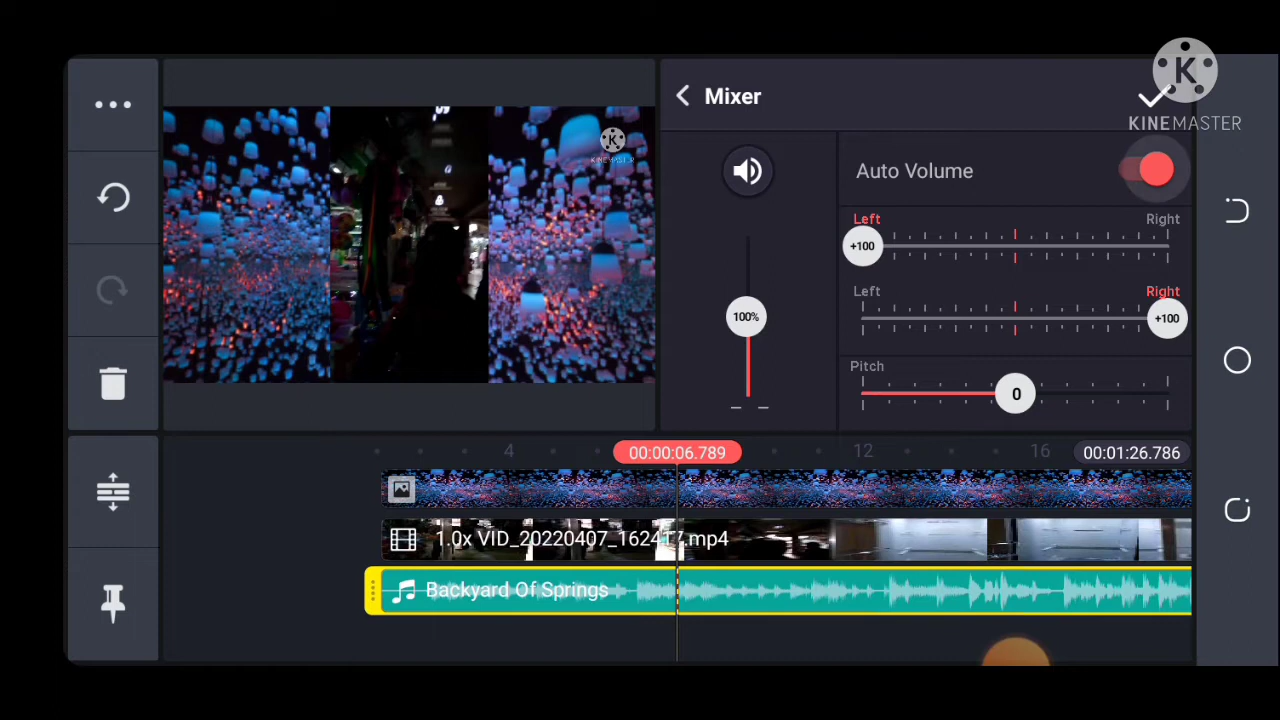 Mixer
KINEMASTER
KINEMASTER
Auto Volume
Left
Right
+100
Left
Right
+100
100%
Pitch
0
4
00:00:06.789
12
16
00:01:26.786
1.0x VID_20220407_162417.mp4
Backyard Of Springs